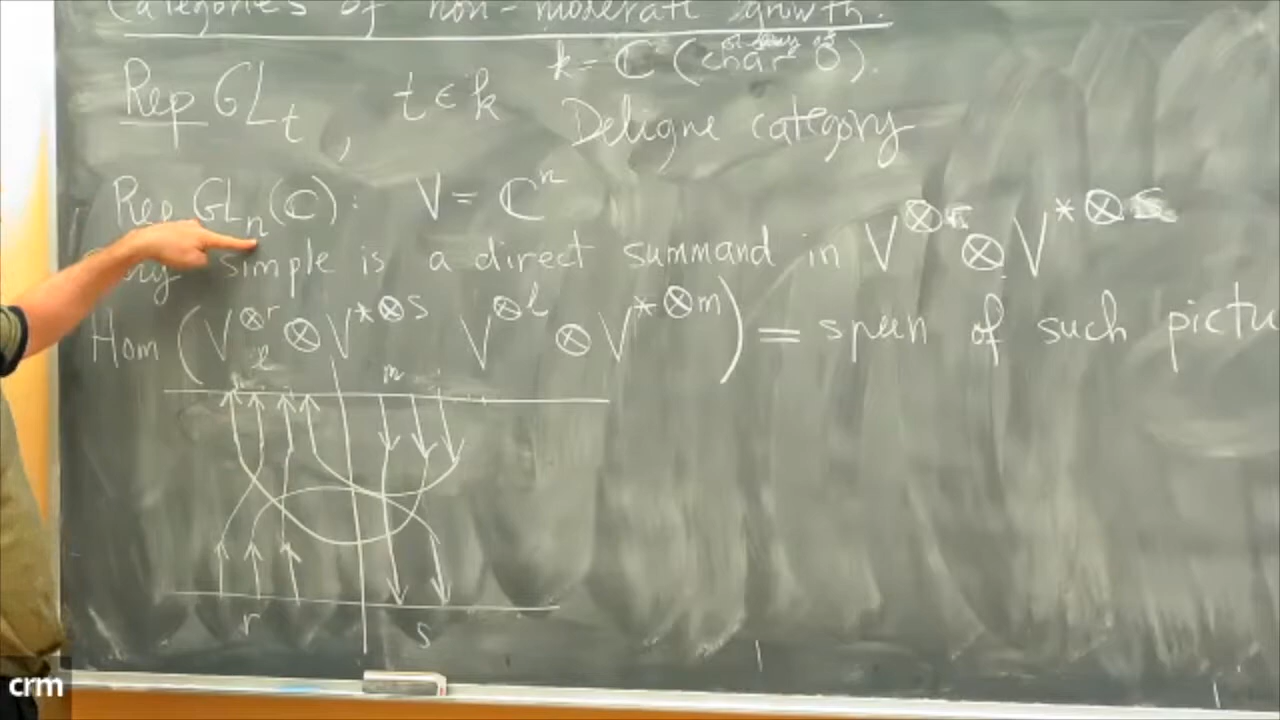 Categories of non-moderate growth.
k = ℂ (char 0).
Rep GL_t, t ∈ k Deligne category
Rep GL_n(ℂ): V = ℂ^n
simple is a direct summand in V^{⊗r} ⊗ V^{*⊗s}
Hom (V^{⊗r} ⊗ V^{*⊗s} V^{⊗l} ⊗ V^{*⊗m}) = span of such pictu
l m
r s
crm